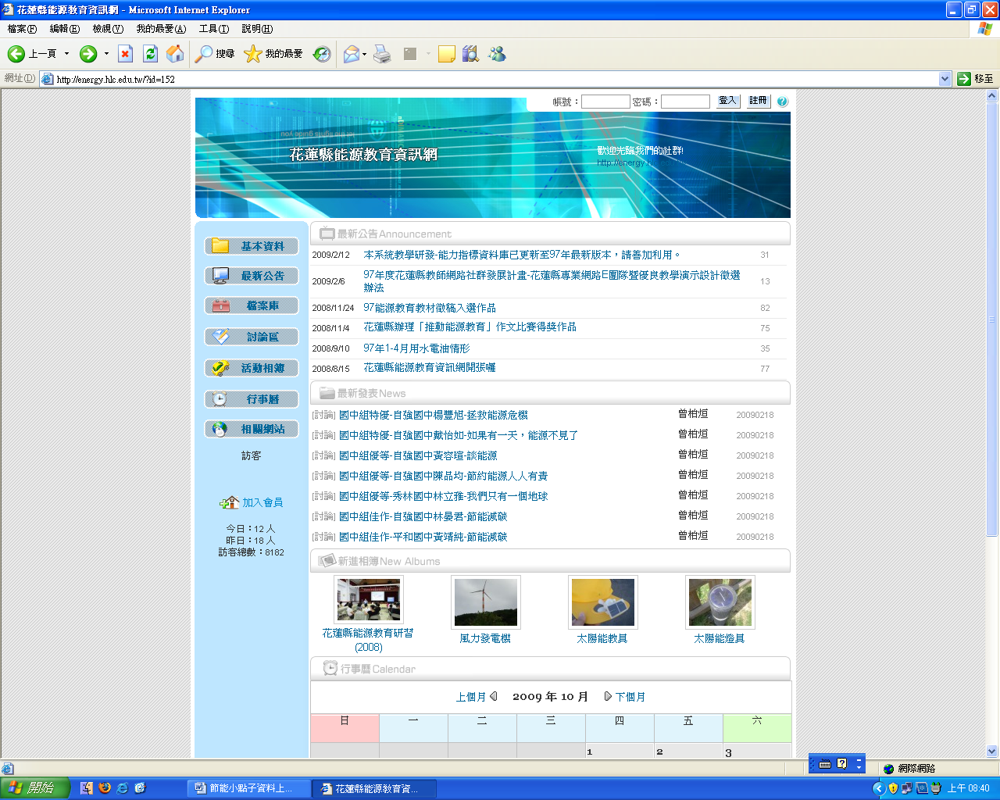 花蓮縣能源教育資訊網 - Microsoft Internet Explorer
檔案(F) 編輯(E) 檢視(V) 我的最愛(A) 工具(T) 說明(H)
上一頁 搜尋 我的最愛
網址(D) http://energy.hlc.edu.tw/?id=152 移至
帳號： 密碼： 登入 註冊
花蓮縣能源教育資訊網
歡迎光臨我們的社群!
基本資料
最新公告
檔案庫
討論區
活動相簿
行事曆
相關網站
訪客
加入會員
今日：12 人
昨日：18 人
訪客總數：8182
最新公告Announcement
2009/2/12 本系統教學研發-能力指標資料庫已更新至97年最新版本，請善加利用。 31
2009/2/6 97年度花蓮縣教師網路社群發展計畫-花蓮縣專業網路E團隊暨優良教學演示設計徵選 13
辦法
2008/11/24 97能源教育教材徵稿入選作品 82
2008/11/4 花蓮縣辦理「推動能源教育」作文比賽得獎作品 75
2008/9/10 97年1-4月用水電油情形 35
2008/8/15 花蓮縣能源教育資訊網開張囉 77
最新發表News
[討論] 國中組特優-自強國中楊豐旭-拯救能源危機 曾柏烜 20090218
[討論] 國中組特優-自強國中戴怡如-如果有一天，能源不見了 曾柏烜 20090218
[討論] 國中組優等-自強國中黃容瑄-談能源 曾柏烜 20090218
[討論] 國中組優等-自強國中陳品均-節約能源人人有責 曾柏烜 20090218
[討論] 國中組優等-秀林國中林立雅-我們只有一個地球 曾柏烜 20090218
[討論] 國中組佳作-自強國中林晏君-節能減碳 曾柏烜 20090218
[討論] 國中組佳作-平和國中黃靖純-節能減碳 曾柏烜 20090218
新進相簿New Albums
花蓮縣能源教育研習
(2008)
風力發電機
太陽能教具
太陽能燈具
行事曆Calendar
上個月 2009 年 10 月 下個月
日 一 二 三 四 五 六
1 2 3
網際網路
開始 節能小點子資料上... 花蓮縣能源教育資... 上午 08:40